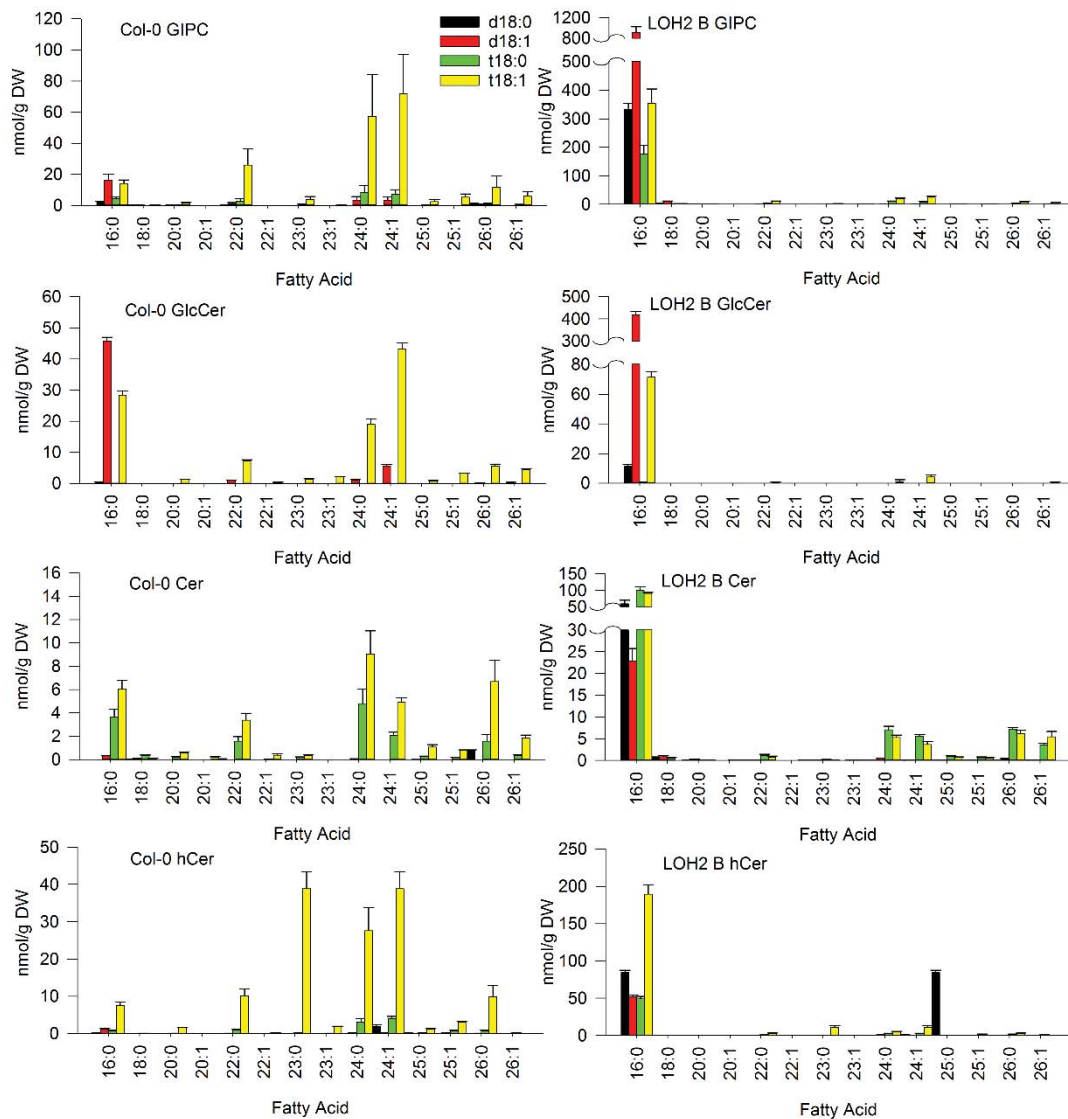 Col-0 GIPC
d18:0
d18:1
t18:0
t18:1
120
100
80
60
40
20
0
nmol/g DW
16:0 18:0 20:0 20:1 22:0 22:1 23:0 23:1 24:0 24:1 25:0 25:1 26:0 26:1
Fatty Acid
LOH2 B GIPC
1200
800
500
400
300
200
100
0
nmol/g DW
16:0 18:0 20:0 20:1 22:0 22:1 23:0 23:1 24:0 24:1 25:0 25:1 26:0 26:1
Fatty Acid
Col-0 GlcCer
60
50
40
30
20
10
0
nmol/g DW
16:0 18:0 20:0 20:1 22:0 22:1 23:0 23:1 24:0 24:1 25:0 25:1 26:0 26:1
Fatty Acid
LOH2 B GlcCer
500
400
300
80
60
40
20
0
nmol/g DW
16:0 18:0 20:0 20:1 22:0 22:1 23:0 23:1 24:0 24:1 25:0 25:1 26:0 26:1
Fatty Acid
Col-0 Cer
16
14
12
10
8
6
4
2
0
nmol/g DW
16:0 18:0 20:0 20:1 22:0 22:1 23:0 23:1 24:0 24:1 25:0 25:1 26:0 26:1
Fatty Acid
LOH2 B Cer
150
100
50
30
25
20
15
10
5
0
nmol/g DW
16:0 18:0 20:0 20:1 22:0 22:1 23:0 23:1 24:0 24:1 25:0 25:1 26:0 26:1
Fatty Acid
Col-0 hCer
50
40
30
20
10
0
nmol/g DW
16:0 18:0 20:0 20:1 22:0 22:1 23:0 23:1 24:0 24:1 25:0 25:1 26:0 26:1
Fatty Acid
LOH2 B hCer
250
200
150
100
50
0
nmol/g DW
16:0 18:0 20:0 20:1 22:0 22:1 23:0 23:1 24:0 24:1 25:0 25:1 26:0 26:1
Fatty Acid